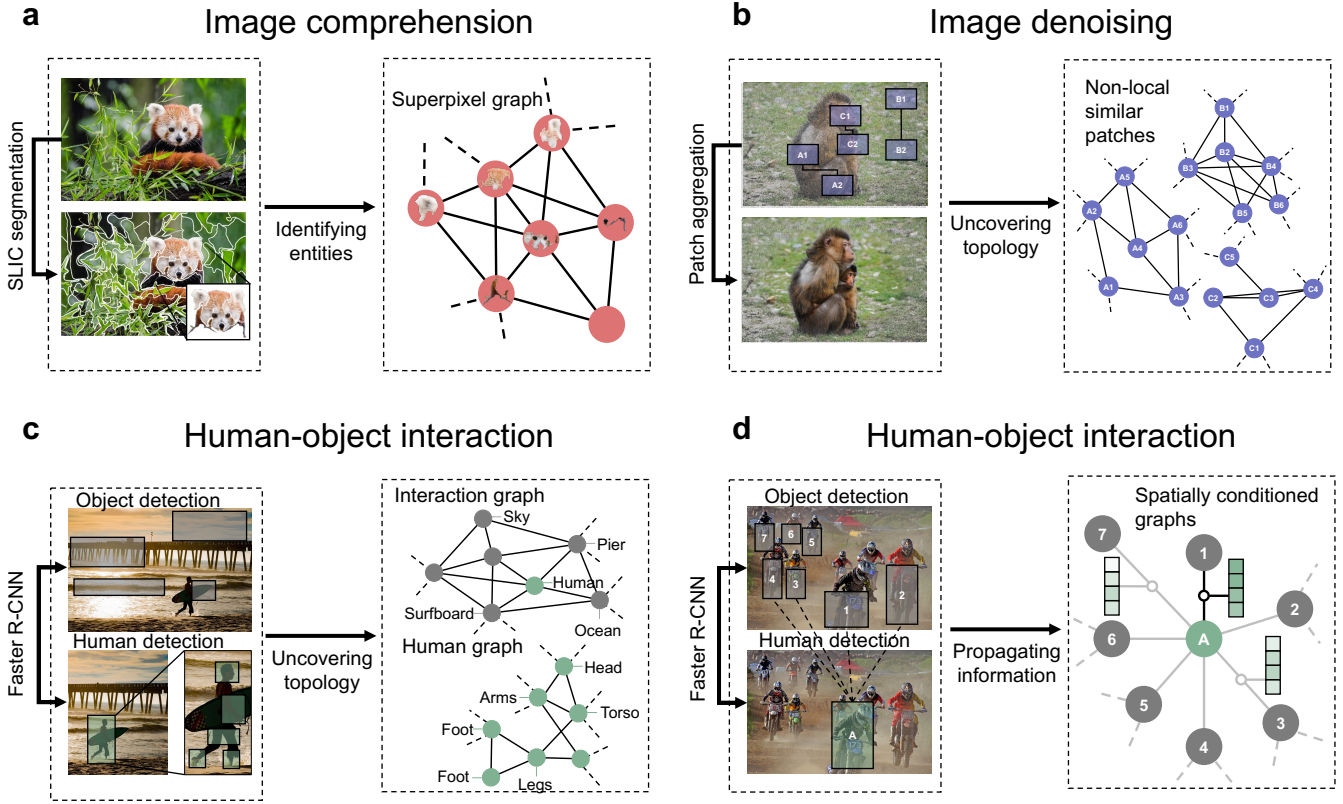 a
Image comprehension
SLIC segmentation
Identifying
entities
Superpixel graph
b
Image denoising
Patch aggregation
C1
B1
C2
B2
A1
A2
Uncovering
topology
Non-local
similar
patches
B1
B2
B3
B4
B5
B6
A5
A2
A6
A4
A1
A3
C5
C2
C3
C4
C1
c
Human-object interaction
Faster R-CNN
Object detection
Human detection
Uncovering
topology
Interaction graph
Sky
Pier
Human
Surfboard
Ocean
Human graph
Head
Arms
Torso
Foot
Foot
Legs
d
Human-object interaction
Faster R-CNN
Object detection
7
6
5
4
3
1
2
Human detection
A
Propagating
information
Spatially conditioned
graphs
7
1
2
6
A
5
3
4